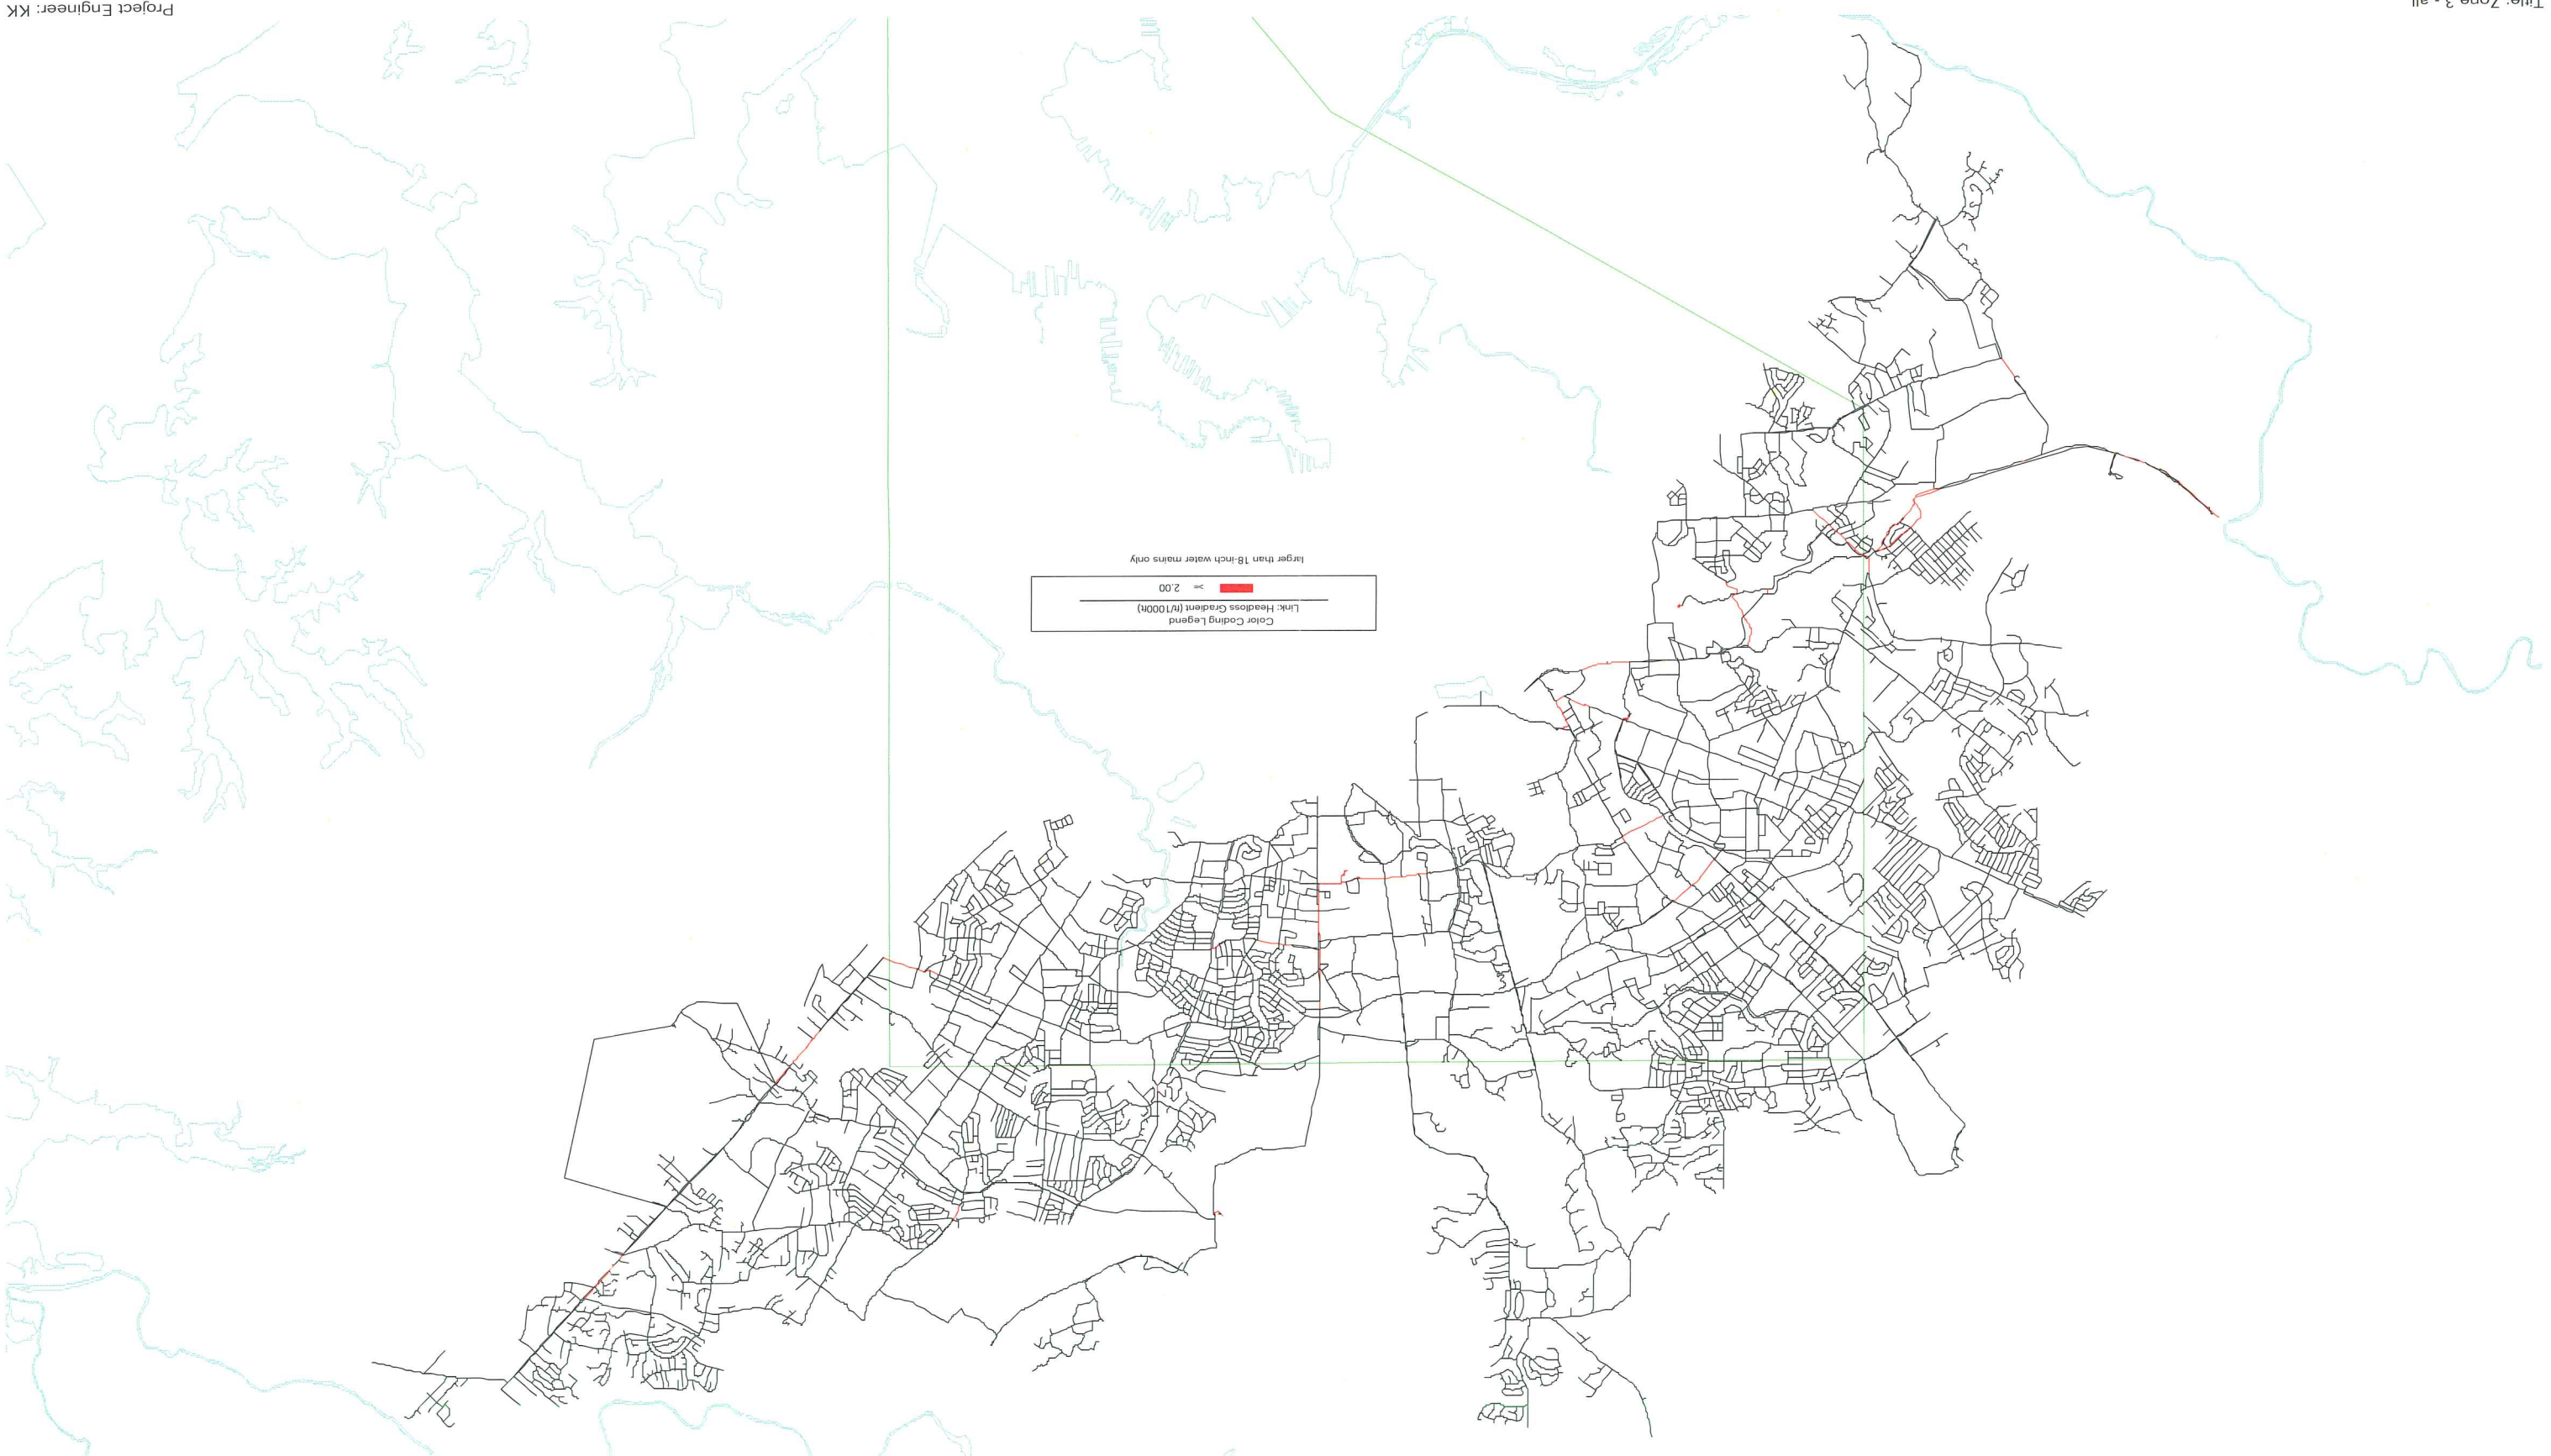 Color Coding Legend
Link: Headloss Gradient (ft/1000ft)
>= 2.00
larger than 18-inch water mains only
Title: Zone 3 - all
Project Engineer: KK